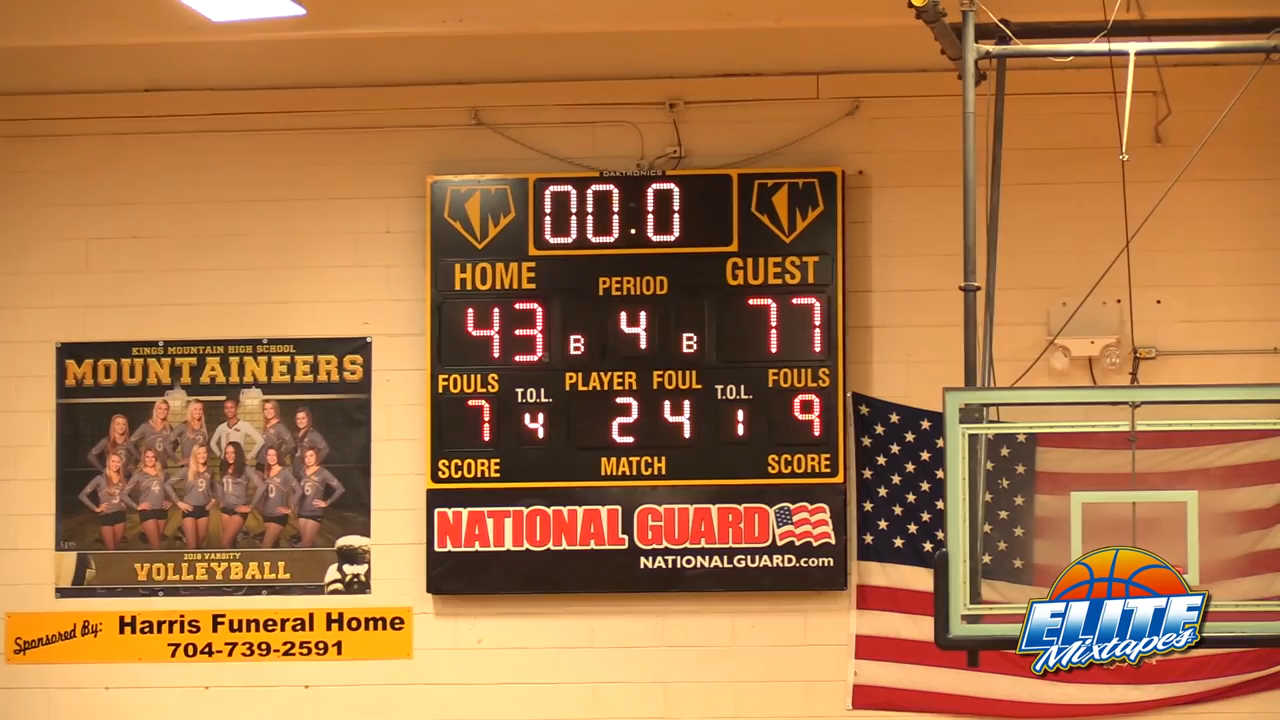 DAKTRONICS
KM
00.0
KM
HOME
PERIOD
GUEST
43
B
4
B
77
FOULS
T.O.L.
PLAYER FOUL
T.O.L.
FOULS
7
4
2 4
1
9
SCORE
MATCH
SCORE
NATIONAL GUARD
NATIONALGUARD.com
KINGS MOUNTAIN HIGH SCHOOL
MOUNTAINEERS
2018 VARSITY
VOLLEYBALL
Sponsored By:
Harris Funeral Home
704-739-2591
ELITE
Mixtapes